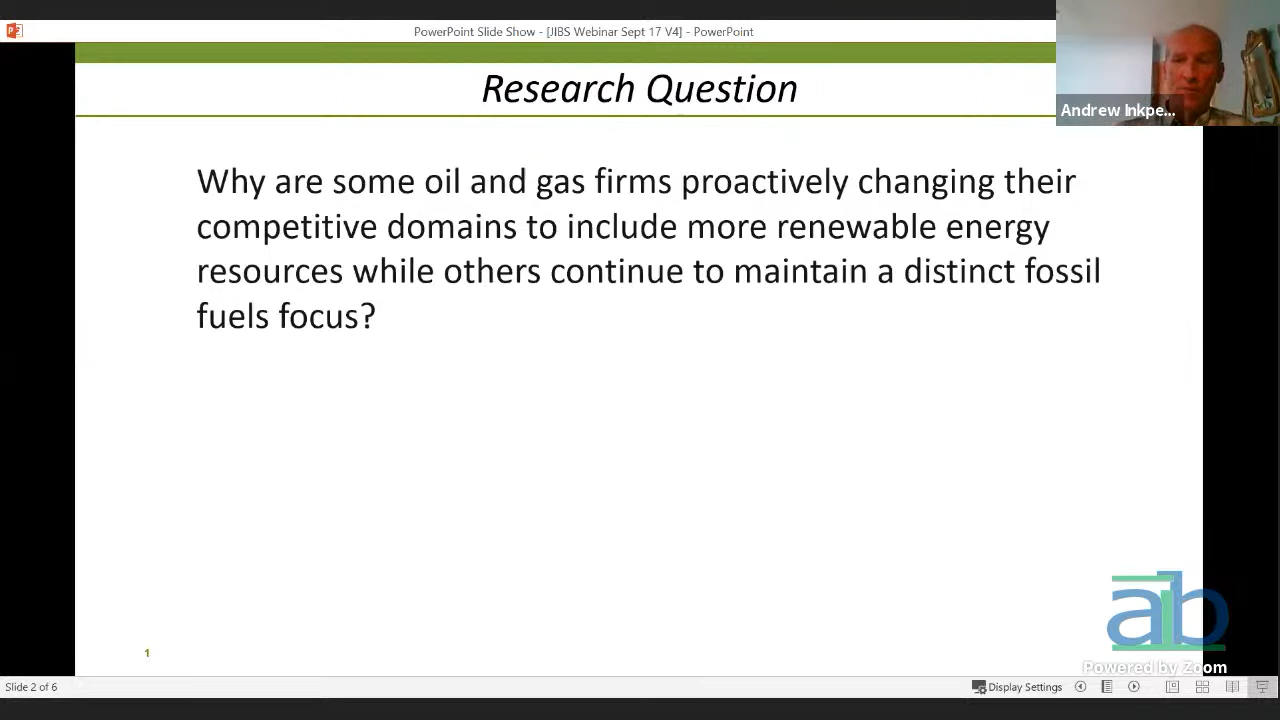 PowerPoint Slide Show - [JIBS Webinar Sept 17 V4] - PowerPoint
Research Question
Andrew Inkpe...
Why are some oil and gas firms proactively changing their
competitive domains to include more renewable energy
resources while others continue to maintain a distinct fossil
fuels focus?
aib
1
Powered by Zoom
Slide 2 of 6
Display Settings